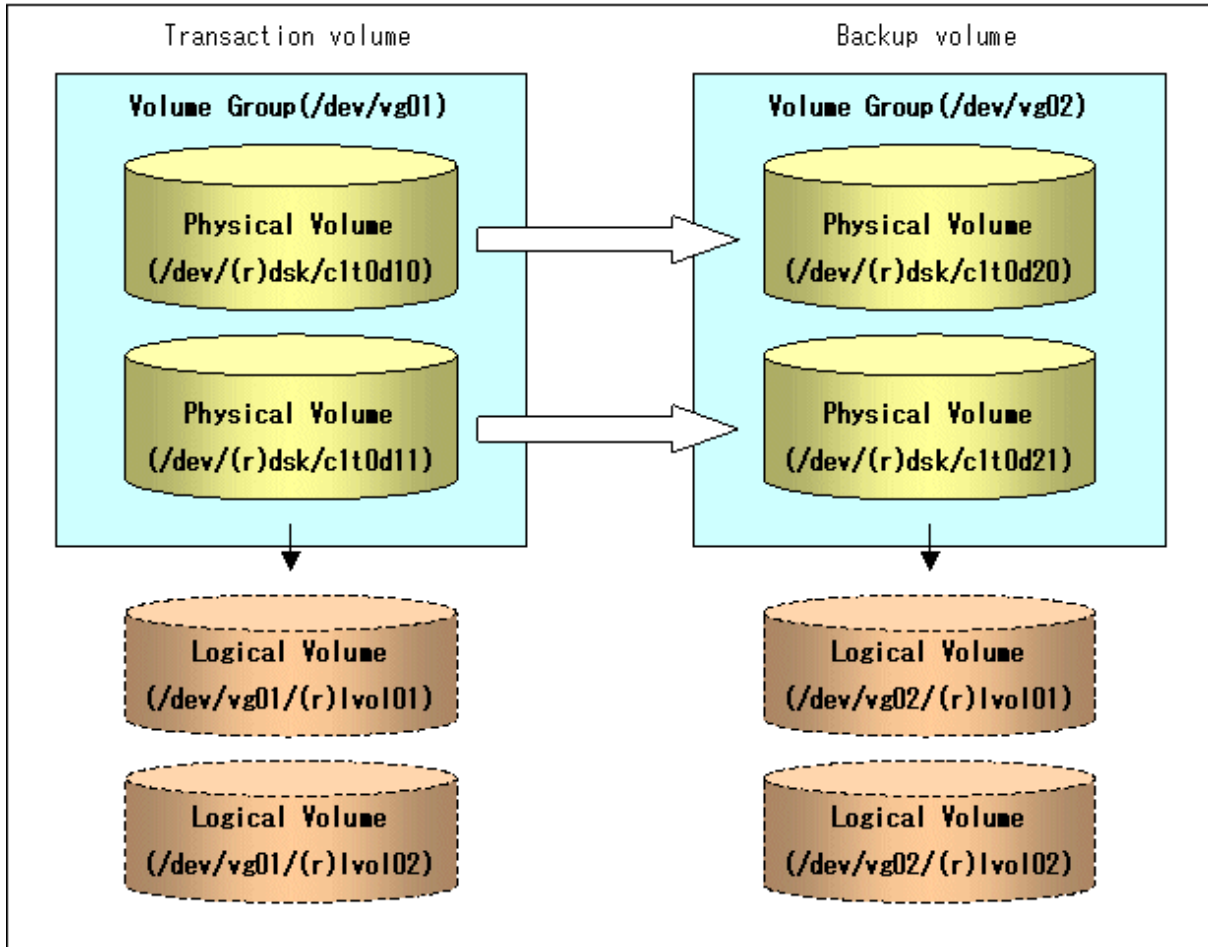 Transaction volume
Volume Group(/dev/vg01)
Physical Volume
(/dev/(r)dsk/c1t0d10)
Physical Volume
(/dev/(r)dsk/c1t0d11)
Logical Volume
(/dev/vg01/(r)lvol01)
Logical Volume
(/dev/vg01/(r)lvol02)
Backup volume
Volume Group(/dev/vg02)
Physical Volume
(/dev/(r)dsk/c1t0d20)
Physical Volume
(/dev/(r)dsk/c1t0d21)
Logical Volume
(/dev/vg02/(r)lvol01)
Logical Volume
(/dev/vg02/(r)lvol02)